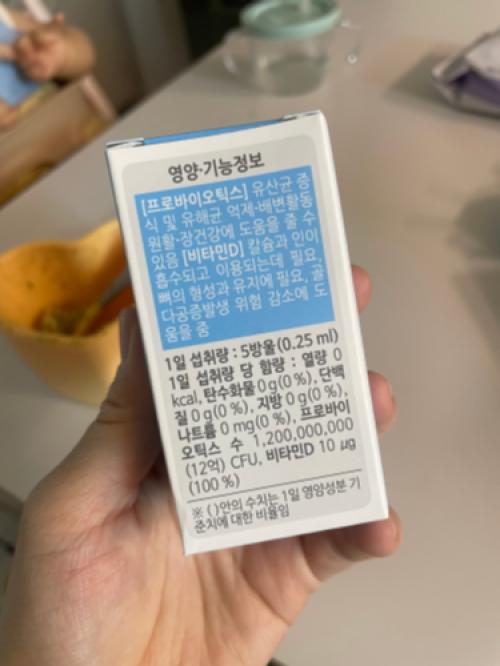 영양·기능정보
[프로바이오틱스] 유산균 증
식 및 유해균 억제·배변활동
원활·장건강에 도움을 줄 수
있음 [비타민D] 칼슘과 인이
흡수되고 이용되는데 필요,
뼈의 형성과 유지에 필요, 골
다공증발생 위험 감소에 도
움을 줌
1일 섭취량 : 5방울(0.25 ml)
1일 섭취량 당 함량 : 열량 0
kcal, 탄수화물 0 g(0 %), 단백
질 0 g(0 %), 지방 0 g(0 %),
나트륨 0 mg(0 %), 프로바이
오틱스 수 1,200,000,000
(12억) CFU, 비타민D 10 µg
(100 %)
※ ( )안의 수치는 1일 영양성분 기
준치에 대한 비율임